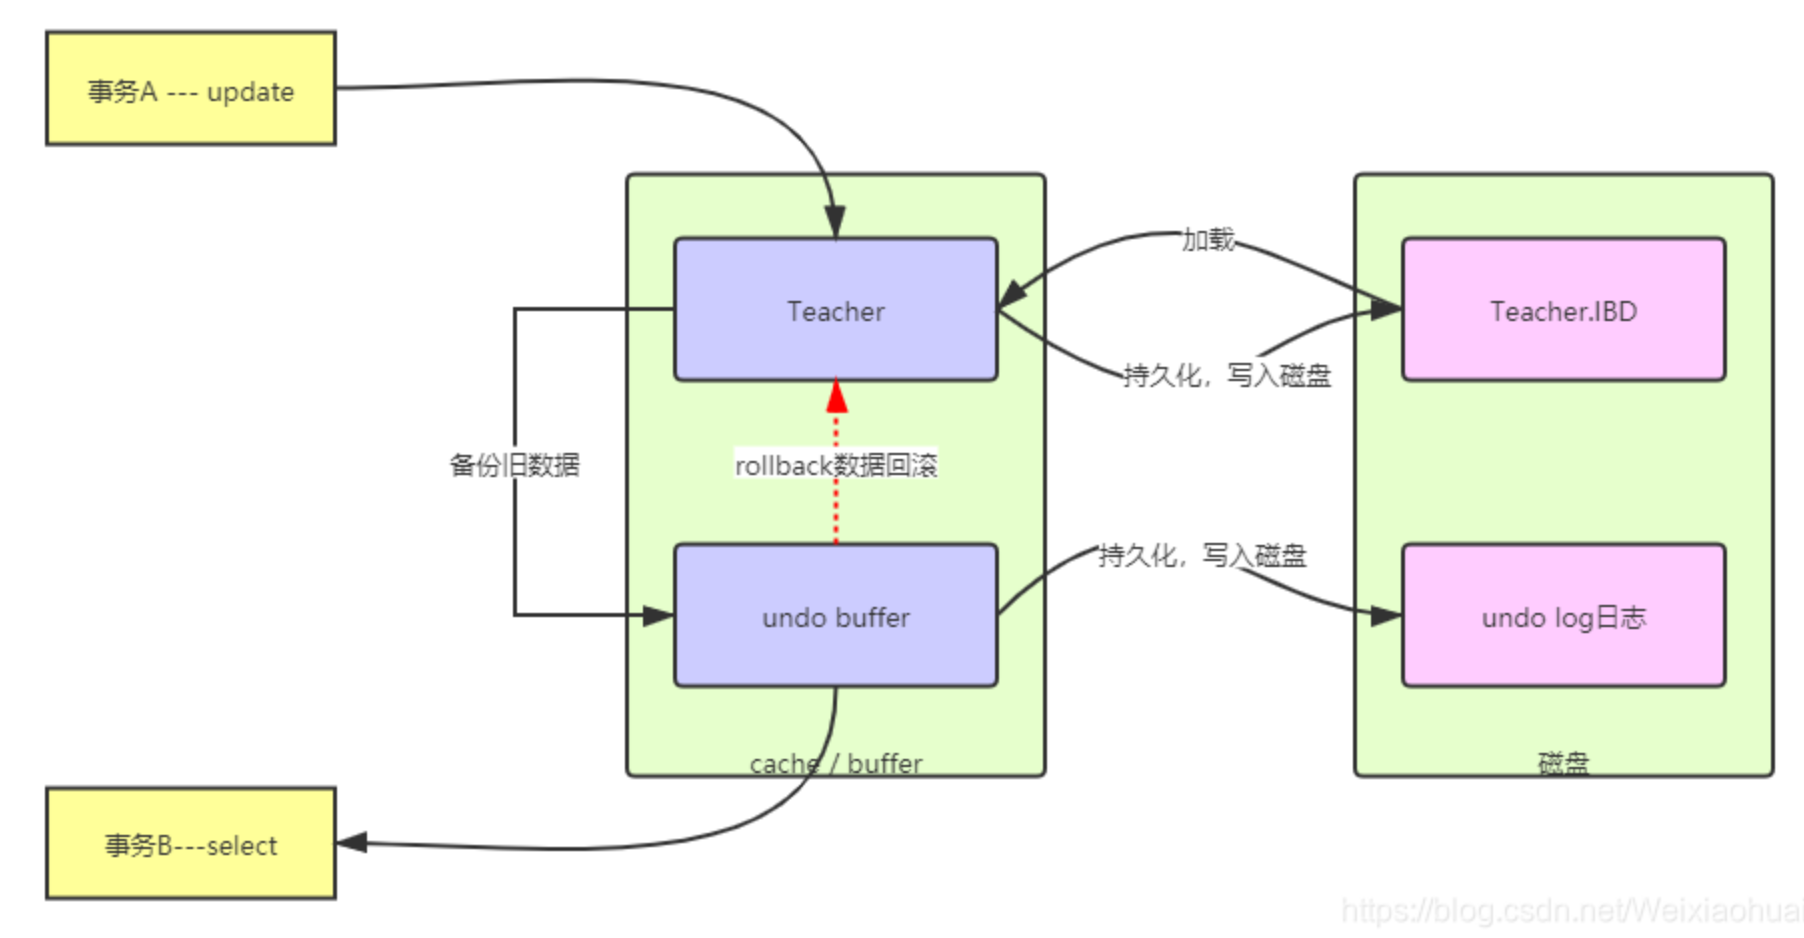 事务A --- update
加载
Teacher
Teacher.IBD
持久化，写入磁盘
备份旧数据
rollback数据回滚
持久化，写入磁盘
undo buffer
undo log日志
cache / buffer
磁盘
事务B---select
https://blog.csdn.net/Weixiaohuai